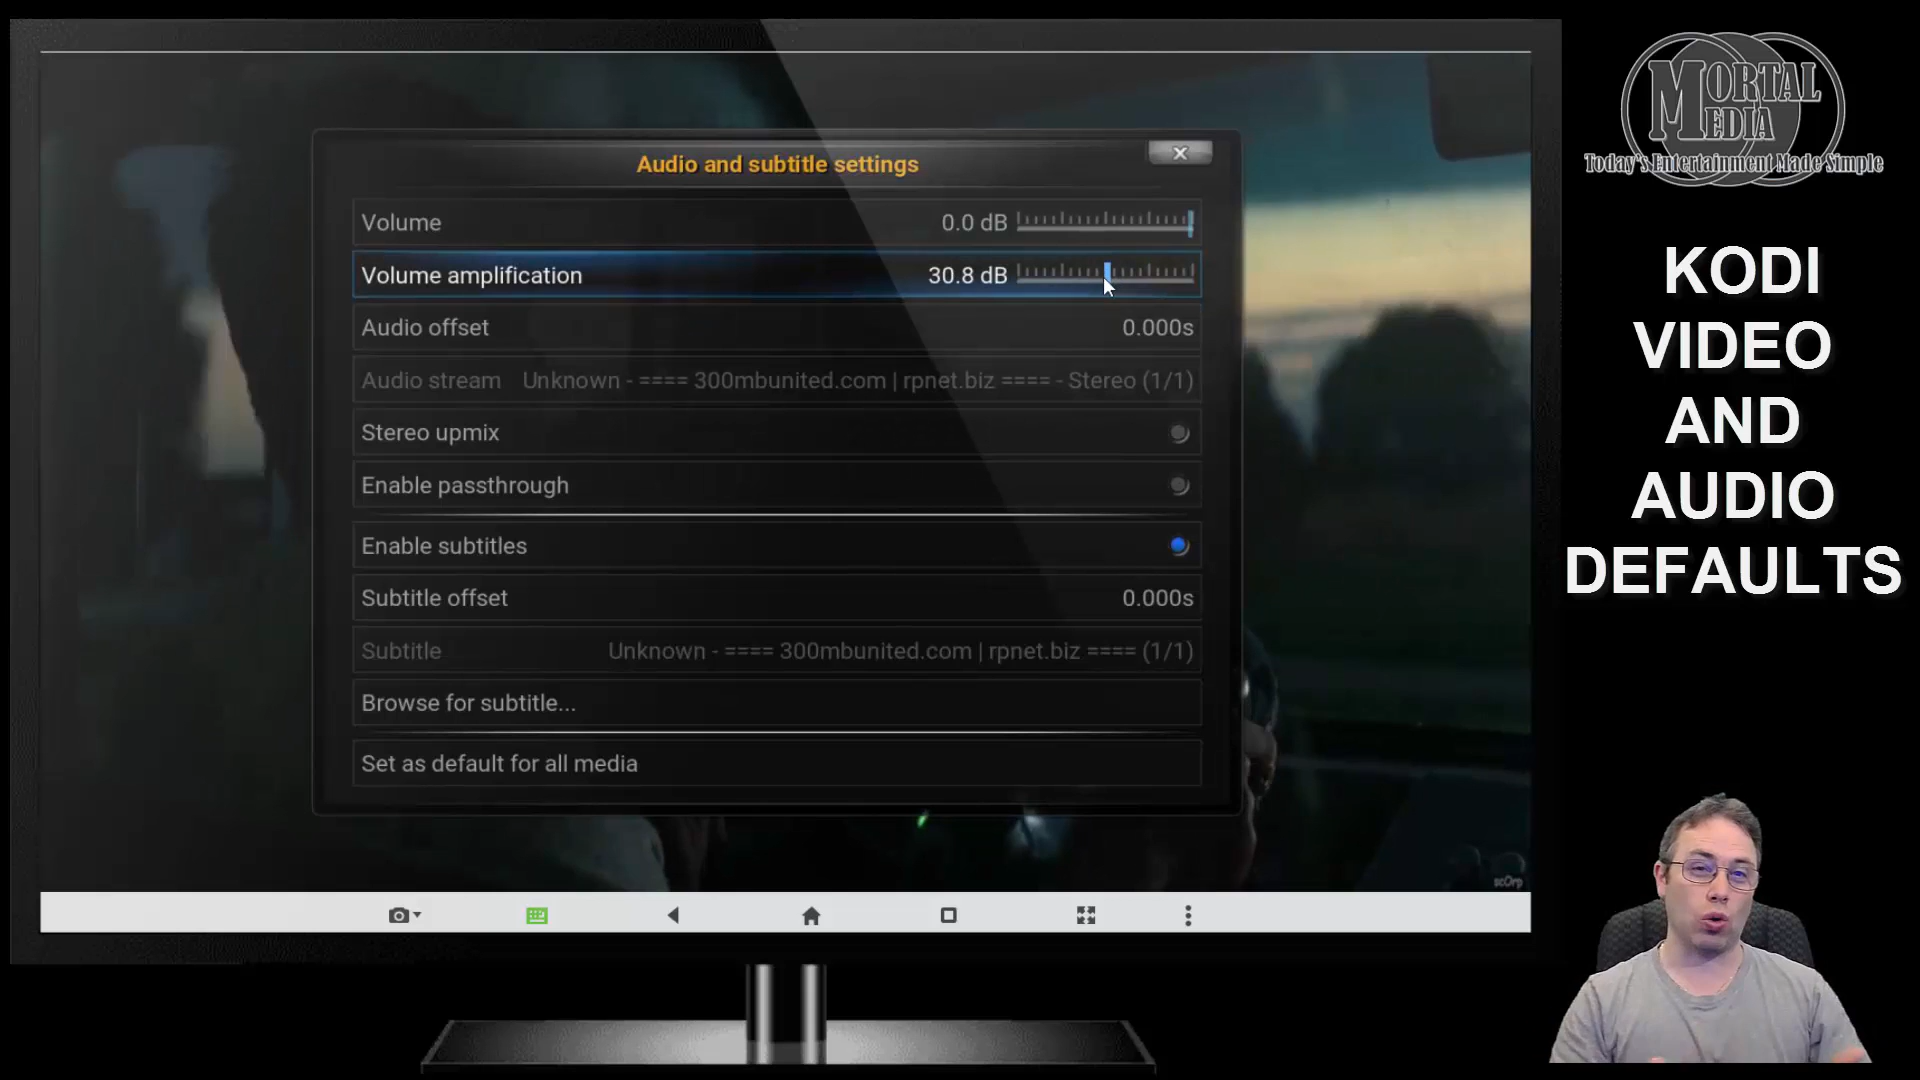 MORTAL
MEDIA
Today's Entertainment Made Simple
KODI
VIDEO
AND
AUDIO
DEFAULTS
Audio and subtitle settings
Volume 0.0 dB
Volume amplification 30.8 dB
Audio offset 0.000s
Audio stream Unknown - ==== 300mbunited.com | rpnet.biz ==== - Stereo (1/1)
Stereo upmix
Enable passthrough
Enable subtitles
Subtitle offset 0.000s
Subtitle Unknown - ==== 300mbunited.com | rpnet.biz ==== (1/1)
Browse for subtitle...
Set as default for all media
scOrp